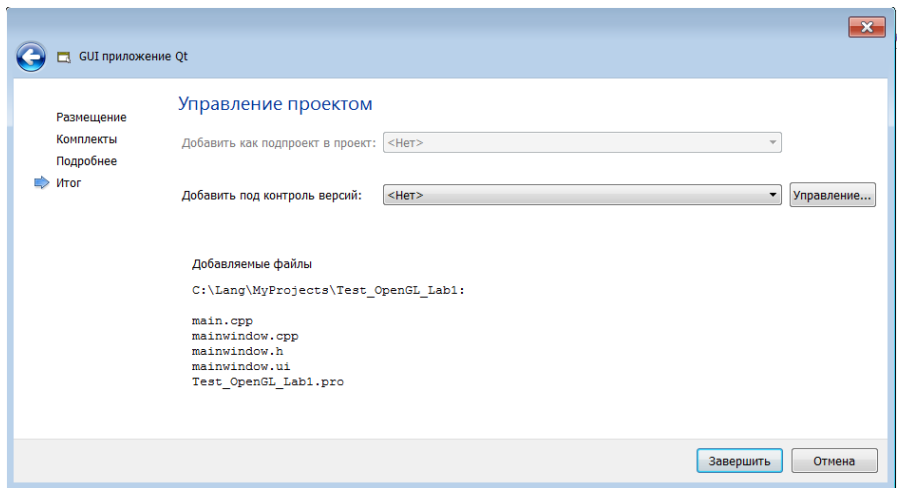 GUI приложение Qt
Размещение
Комплекты
Подробнее
Итог
Управление проектом
Добавить как подпроект в проект: <Нет>
Добавить под контроль версий: <Нет> Управление...
Добавляемые файлы
C:\Lang\MyProjects\Test_OpenGL_Lab1:
main.cpp
mainwindow.cpp
mainwindow.h
mainwindow.ui
Test_OpenGL_Lab1.pro
Завершить Отмена